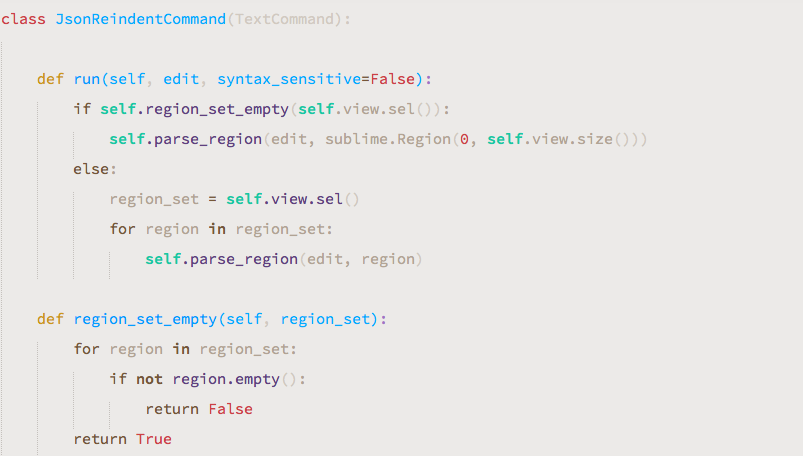 class JsonReindentCommand(TextCommand):
def run(self, edit, syntax_sensitive=False):
if self.region_set_empty(self.view.sel()):
self.parse_region(edit, sublime.Region(0, self.view.size()))
else:
region_set = self.view.sel()
for region in region_set:
self.parse_region(edit, region)
def region_set_empty(self, region_set):
for region in region_set:
if not region.empty():
return False
return True